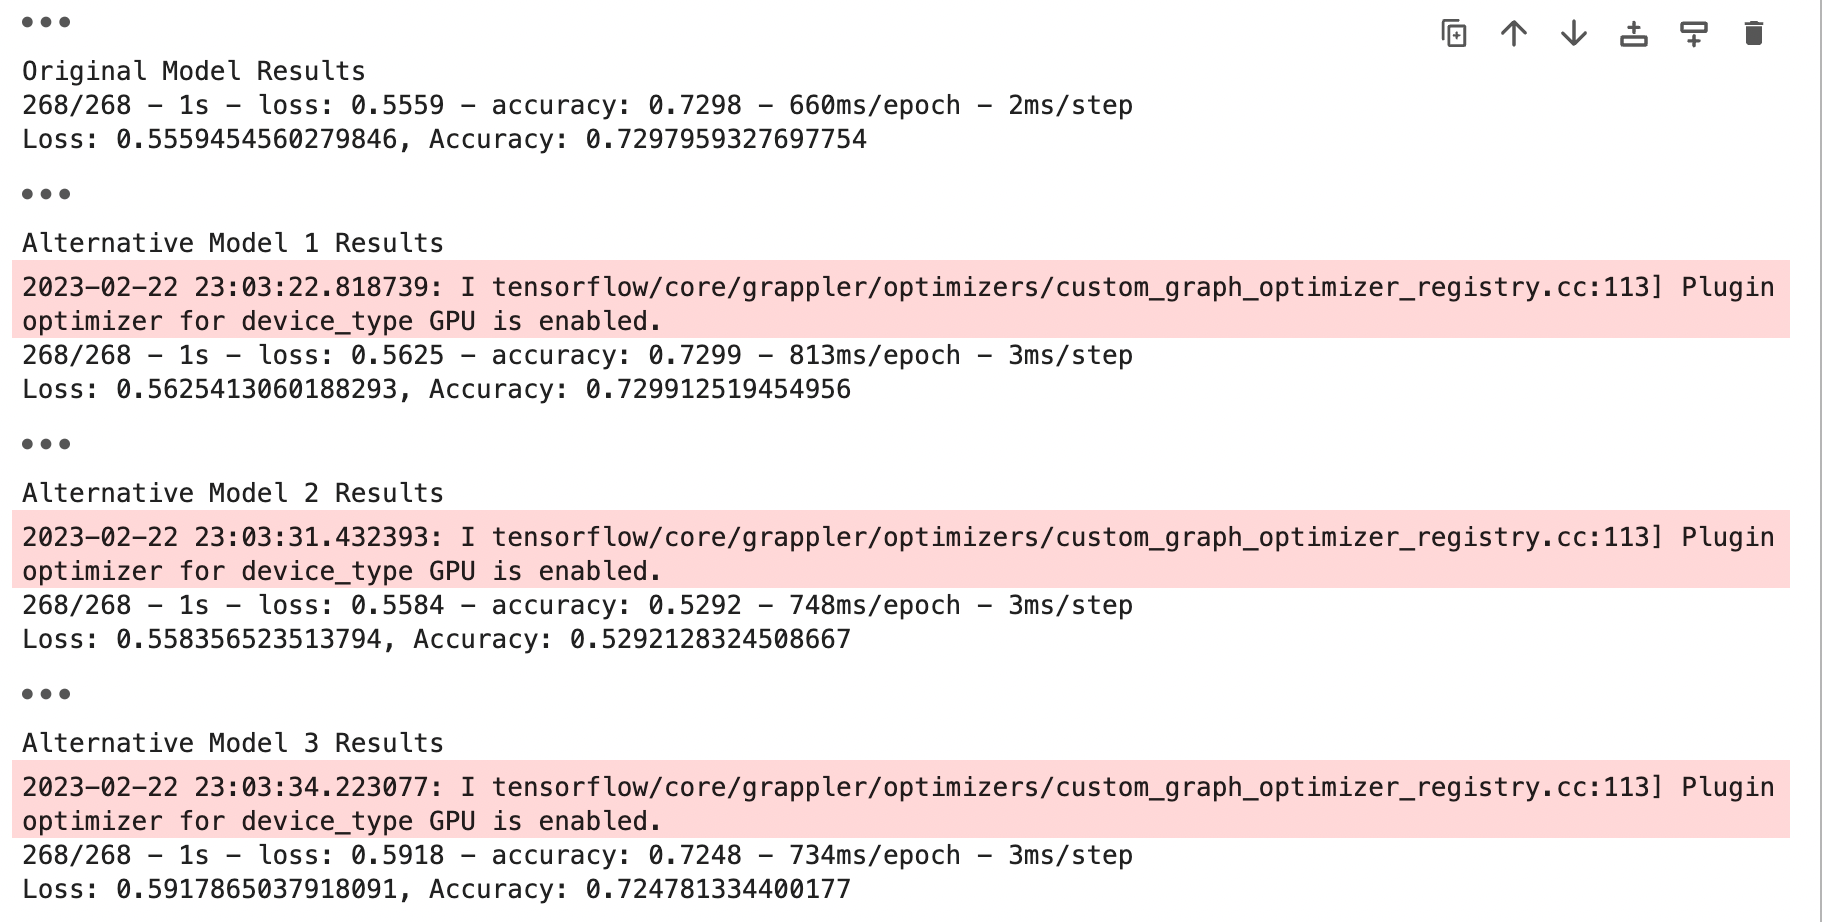 Original Model Results
268/268 - 1s - loss: 0.5559 - accuracy: 0.7298 - 660ms/epoch - 2ms/step
Loss: 0.5559454560279846, Accuracy: 0.7297959327697754
Alternative Model 1 Results
2023-02-22 23:03:22.818739: I tensorflow/core/grappler/optimizers/custom_graph_optimizer_registry.cc:113] Plugin
optimizer for device_type GPU is enabled.
268/268 - 1s - loss: 0.5625 - accuracy: 0.7299 - 813ms/epoch - 3ms/step
Loss: 0.5625413060188293, Accuracy: 0.729912519454956
Alternative Model 2 Results
2023-02-22 23:03:31.432393: I tensorflow/core/grappler/optimizers/custom_graph_optimizer_registry.cc:113] Plugin
optimizer for device_type GPU is enabled.
268/268 - 1s - loss: 0.5584 - accuracy: 0.5292 - 748ms/epoch - 3ms/step
Loss: 0.558356523513794, Accuracy: 0.5292128324508667
Alternative Model 3 Results
2023-02-22 23:03:34.223077: I tensorflow/core/grappler/optimizers/custom_graph_optimizer_registry.cc:113] Plugin
optimizer for device_type GPU is enabled.
268/268 - 1s - loss: 0.5918 - accuracy: 0.7248 - 734ms/epoch - 3ms/step
Loss: 0.5917865037918091, Accuracy: 0.724781334400177